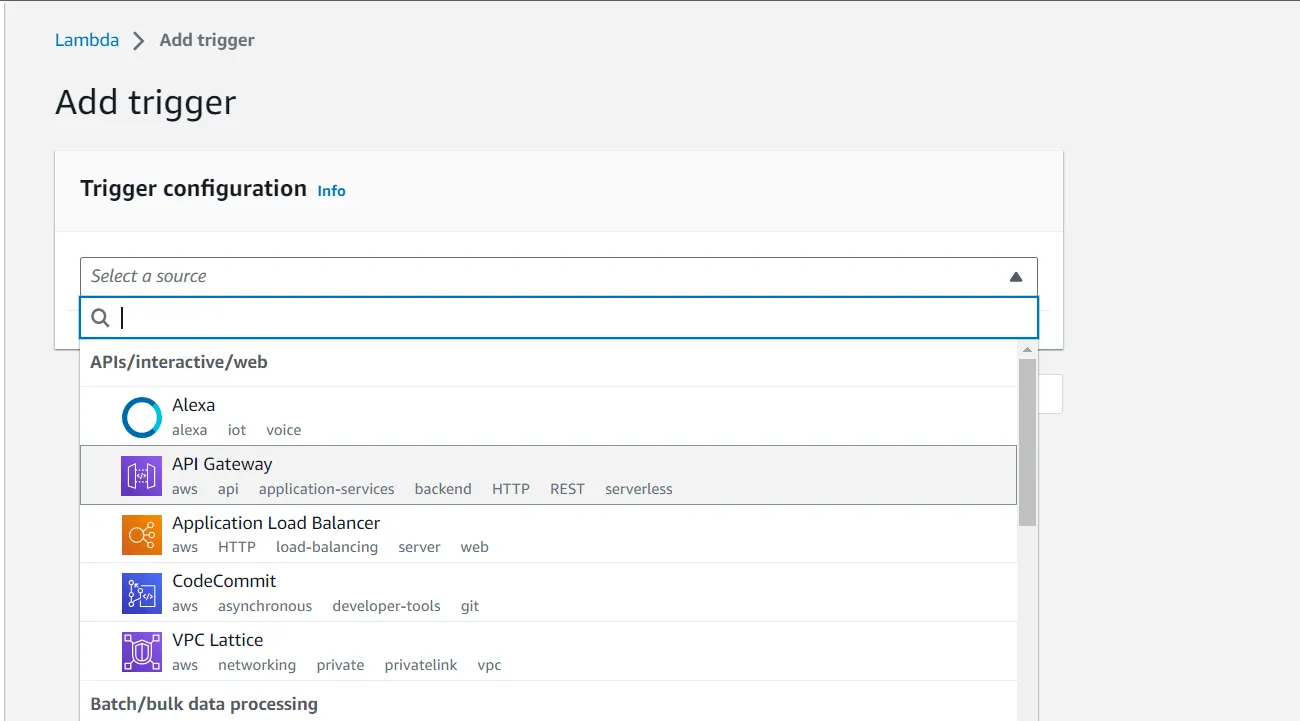 Lambda > Add trigger
Add trigger
Trigger configuration Info
Select a source
APIs/interactive/web
Alexa
alexa iot voice
API Gateway
aws api application-services backend HTTP REST serverless
Application Load Balancer
aws HTTP load-balancing server web
CodeCommit
aws asynchronous developer-tools git
VPC Lattice
aws networking private privatelink vpc
Batch/bulk data processing